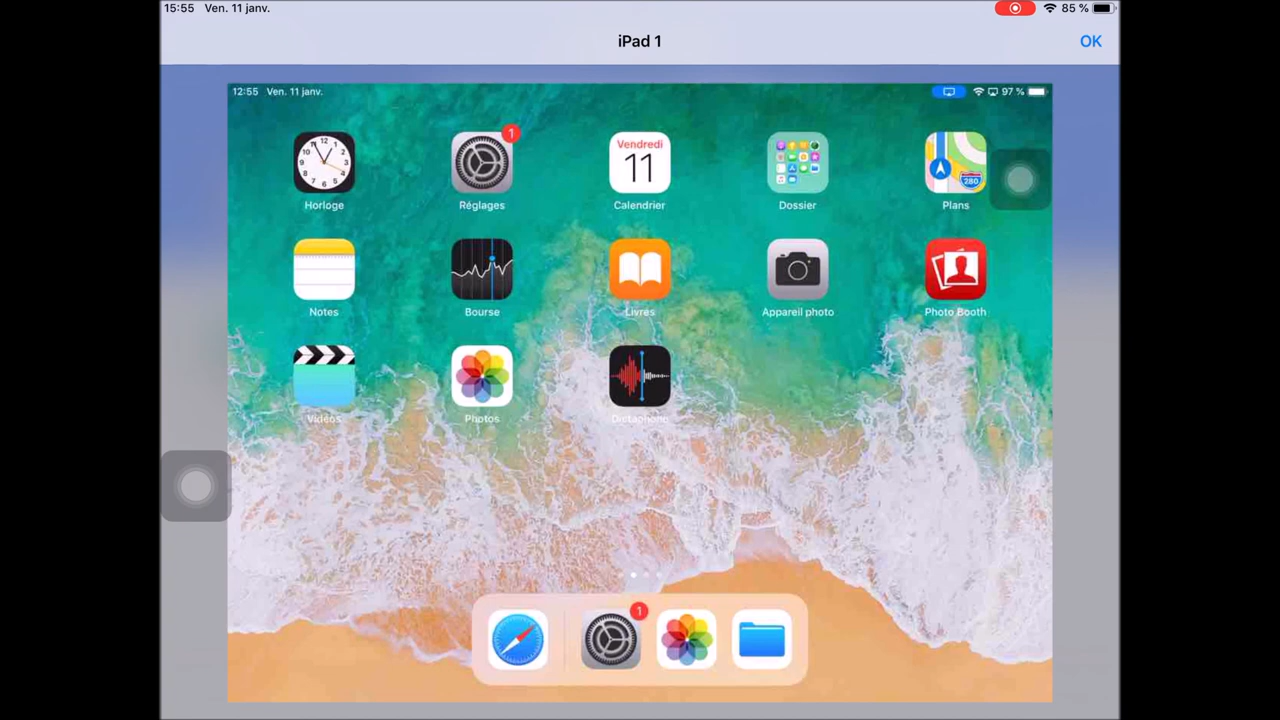 15:55 Ven. 11 janv.
85 %
iPad 1
OK
12:55 Ven. 11 janv.
97 %
1
Vendredi
11
280
Horloge
Réglages
Calendrier
Dossier
Plans
Notes
Bourse
Livres
Appareil photo
Photo Booth
Vidéos
Photos
Dictaphone
1